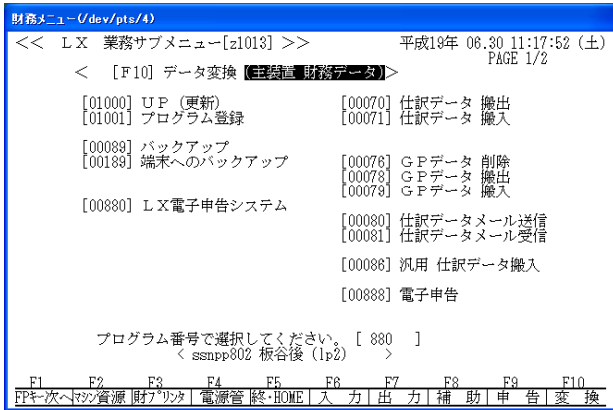 財務ﾒﾆｭｰ(/dev/pts/4)
<< ＬＸ 業務サブメニュー[z1013] >> 平成19年 06.30 11:17:52 (土)
PAGE 1/2
< [F10] データ変換 (主装置 財務データ)>
[01000] ＵＰ (更新) [00070] 仕訳データ 搬出
[01001] プログラム登録 [00071] 仕訳データ 搬入
[00089] バックアップ
[00189] 端末へのバックアップ [00076] ＧＰデータ 削除
[00078] ＧＰデータ 搬出
[00079] ＧＰデータ 搬入
[00880] ＬＸ電子申告システム
[00080] 仕訳データメール送信
[00081] 仕訳データメール受信
[00086] 汎用 仕訳データ搬入
[00888] 電子申告
プログラム番号で選択してください。 [ 880 ]
< ssnpp802 板谷後 (lp2) >
F1 F2 F3 F4 F5 F6 F7 F8 F9 F10
FPｷｰ次へ ﾏｼﾝ資源 財ﾌﾟﾘﾝﾀ 電源管 終･HOME 入 力 出 力 補 助 申 告 変 換